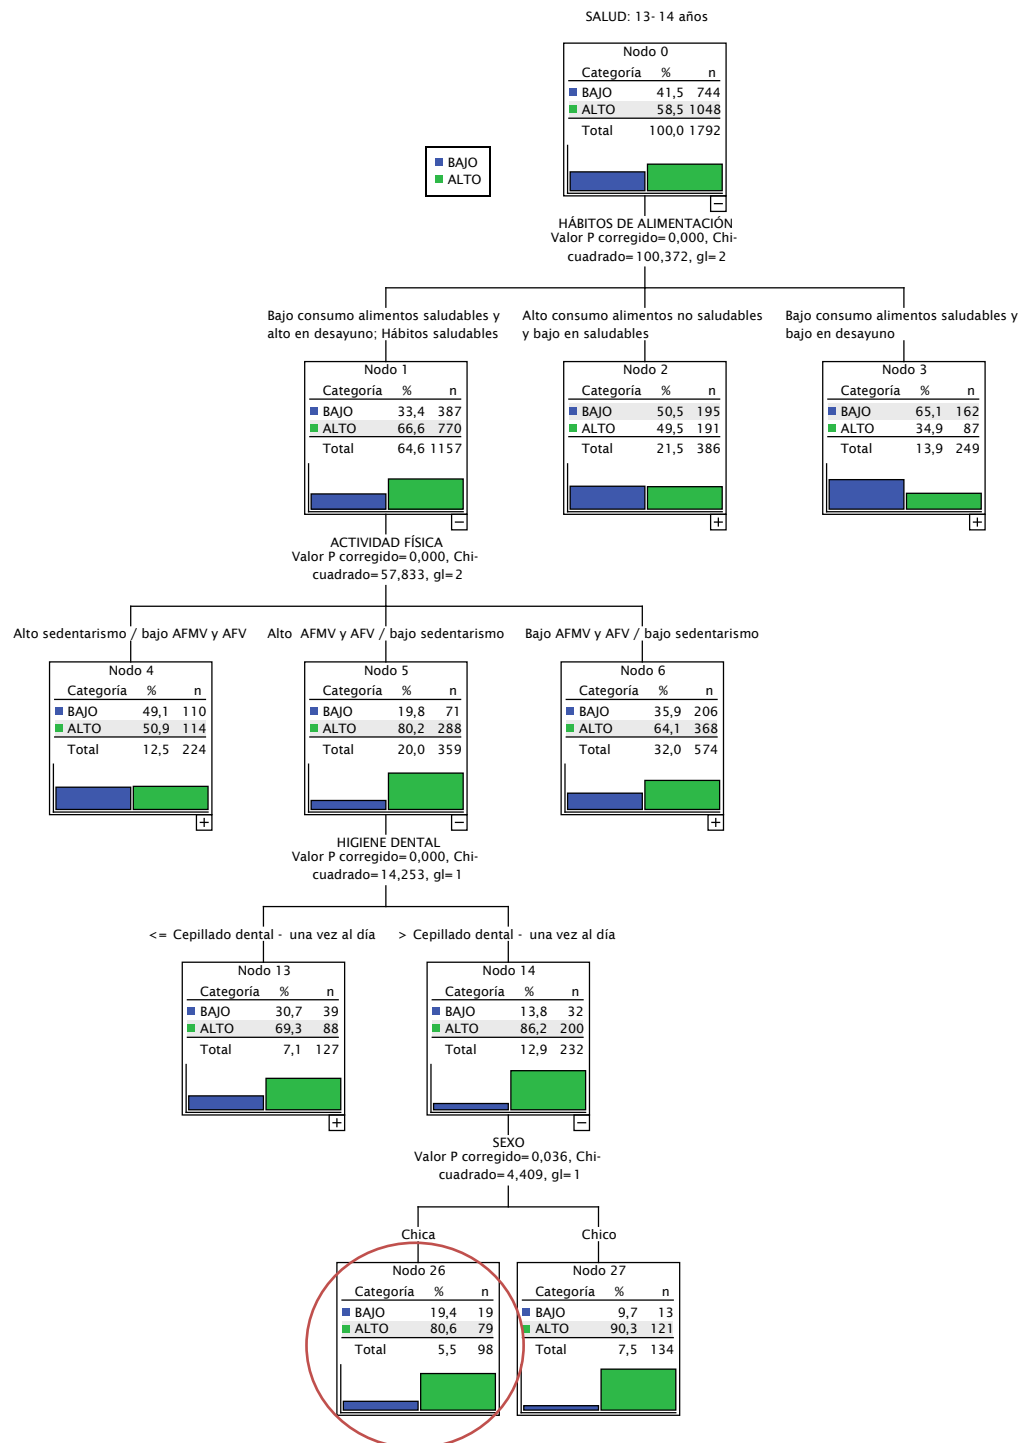 SALUD: 13- 14 años
Nodo 0
Categoría % n
BAJO 41,5 744
ALTO 58,5 1048
Total 100,0 1792
BAJO
ALTO
HÁBITOS DE ALIMENTACIÓN
Valor P corregido=0,000, Chi-
cuadrado=100,372, gl=2
Bajo consumo alimentos saludables y
alto en desayuno; Hábitos saludables
Alto consumo alimentos no saludables
y bajo en saludables
Bajo consumo alimentos saludables y
bajo en desayuno
Nodo 1
Categoría % n
BAJO 33,4 387
ALTO 66,6 770
Total 64,6 1157
Nodo 2
Categoría % n
BAJO 50,5 195
ALTO 49,5 191
Total 21,5 386
Nodo 3
Categoría % n
BAJO 65,1 162
ALTO 34,9 87
Total 13,9 249
ACTIVIDAD FÍSICA
Valor P corregido=0,000, Chi-
cuadrado=57,833, gl=2
Alto sedentarismo / bajo AFMV y AFV
Alto AFMV y AFV / bajo sedentarismo
Bajo AFMV y AFV / bajo sedentarismo
Nodo 4
Categoría % n
BAJO 49,1 110
ALTO 50,9 114
Total 12,5 224
Nodo 5
Categoría % n
BAJO 19,8 71
ALTO 80,2 288
Total 20,0 359
Nodo 6
Categoría % n
BAJO 35,9 206
ALTO 64,1 368
Total 32,0 574
HIGIENE DENTAL
Valor P corregido=0,000, Chi-
cuadrado=14,253, gl=1
<= Cepillado dental - una vez al día
> Cepillado dental - una vez al día
Nodo 13
Categoría % n
BAJO 30,7 39
ALTO 69,3 88
Total 7,1 127
Nodo 14
Categoría % n
BAJO 13,8 32
ALTO 86,2 200
Total 12,9 232
SEXO
Valor P corregido=0,036, Chi-
cuadrado=4,409, gl=1
Chica
Chico
Nodo 26
Categoría % n
BAJO 19,4 19
ALTO 80,6 79
Total 5,5 98
Nodo 27
Categoría % n
BAJO 9,7 13
ALTO 90,3 121
Total 7,5 134